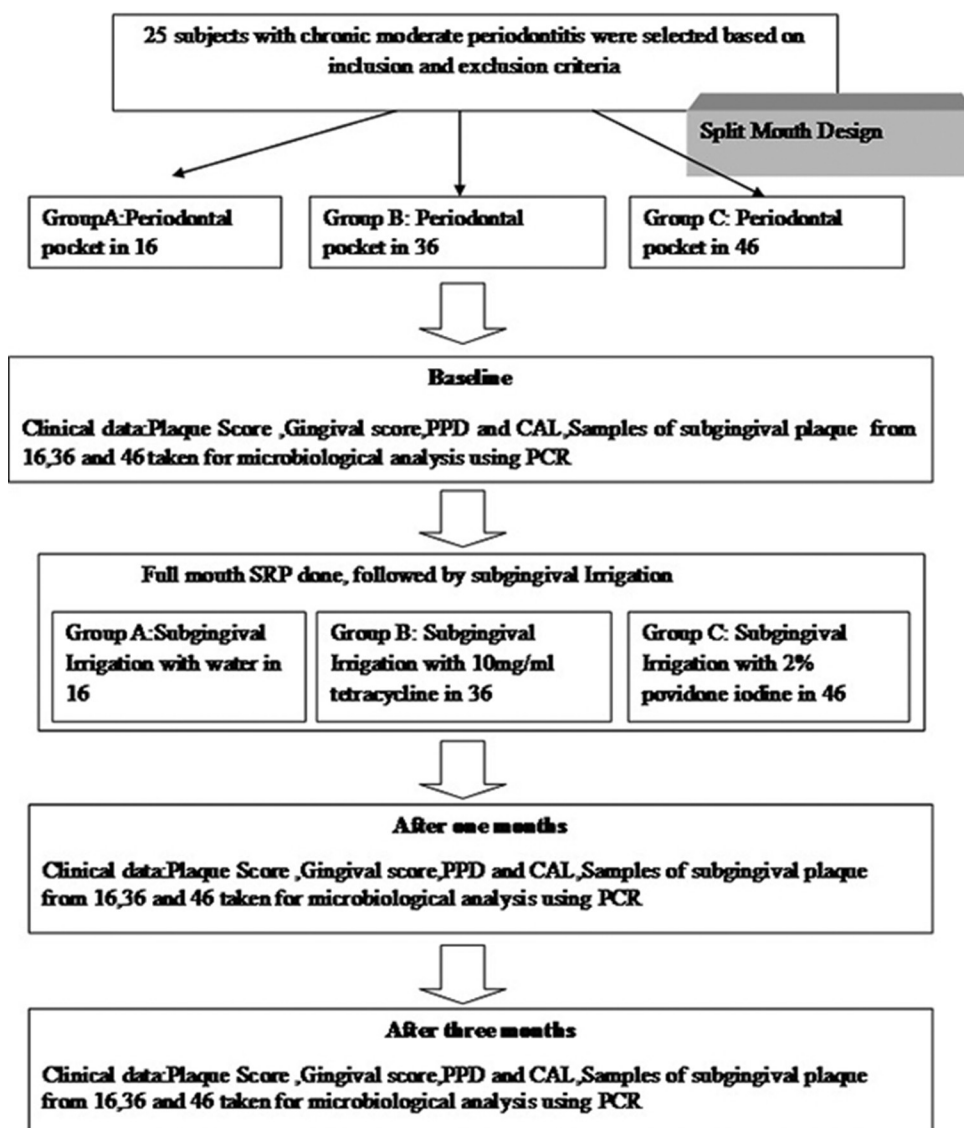 25 subjects with chronic moderate periodontitis were selected based on
inclusion and exclusion criteria
Split Mouth Design
GroupA:Periodontal
pocket in 16
Group B: Periodontal
pocket in 36
Group C: Periodontal
pocket in 46
Baseline
Clinical data:Plaque Score ,Gingival score,PPD and CAL,Samples of subgingival plaque from
16,36 and 46 taken for microbiological analysis using PCR
Full mouth SRP done, followed by subgingival Irrigation
Group A:Subgingival
Irrigation with water in
16
Group B: Subgingival
Irrigation with 10mg/ml
tetracycline in 36
Group C: Subgingival
Irrigation with 2%
povidone iodine in 46
After one months
Clinical data:Plaque Score ,Gingival score,PPD and CAL,Samples of subgingival plaque
from 16,36 and 46 taken for microbiological analysis using PCR
After three months
Clinical data:Plaque Score ,Gingival score,PPD and CAL,Samples of subgingival plaque
from 16,36 and 46 taken for microbiological analysis using PCR